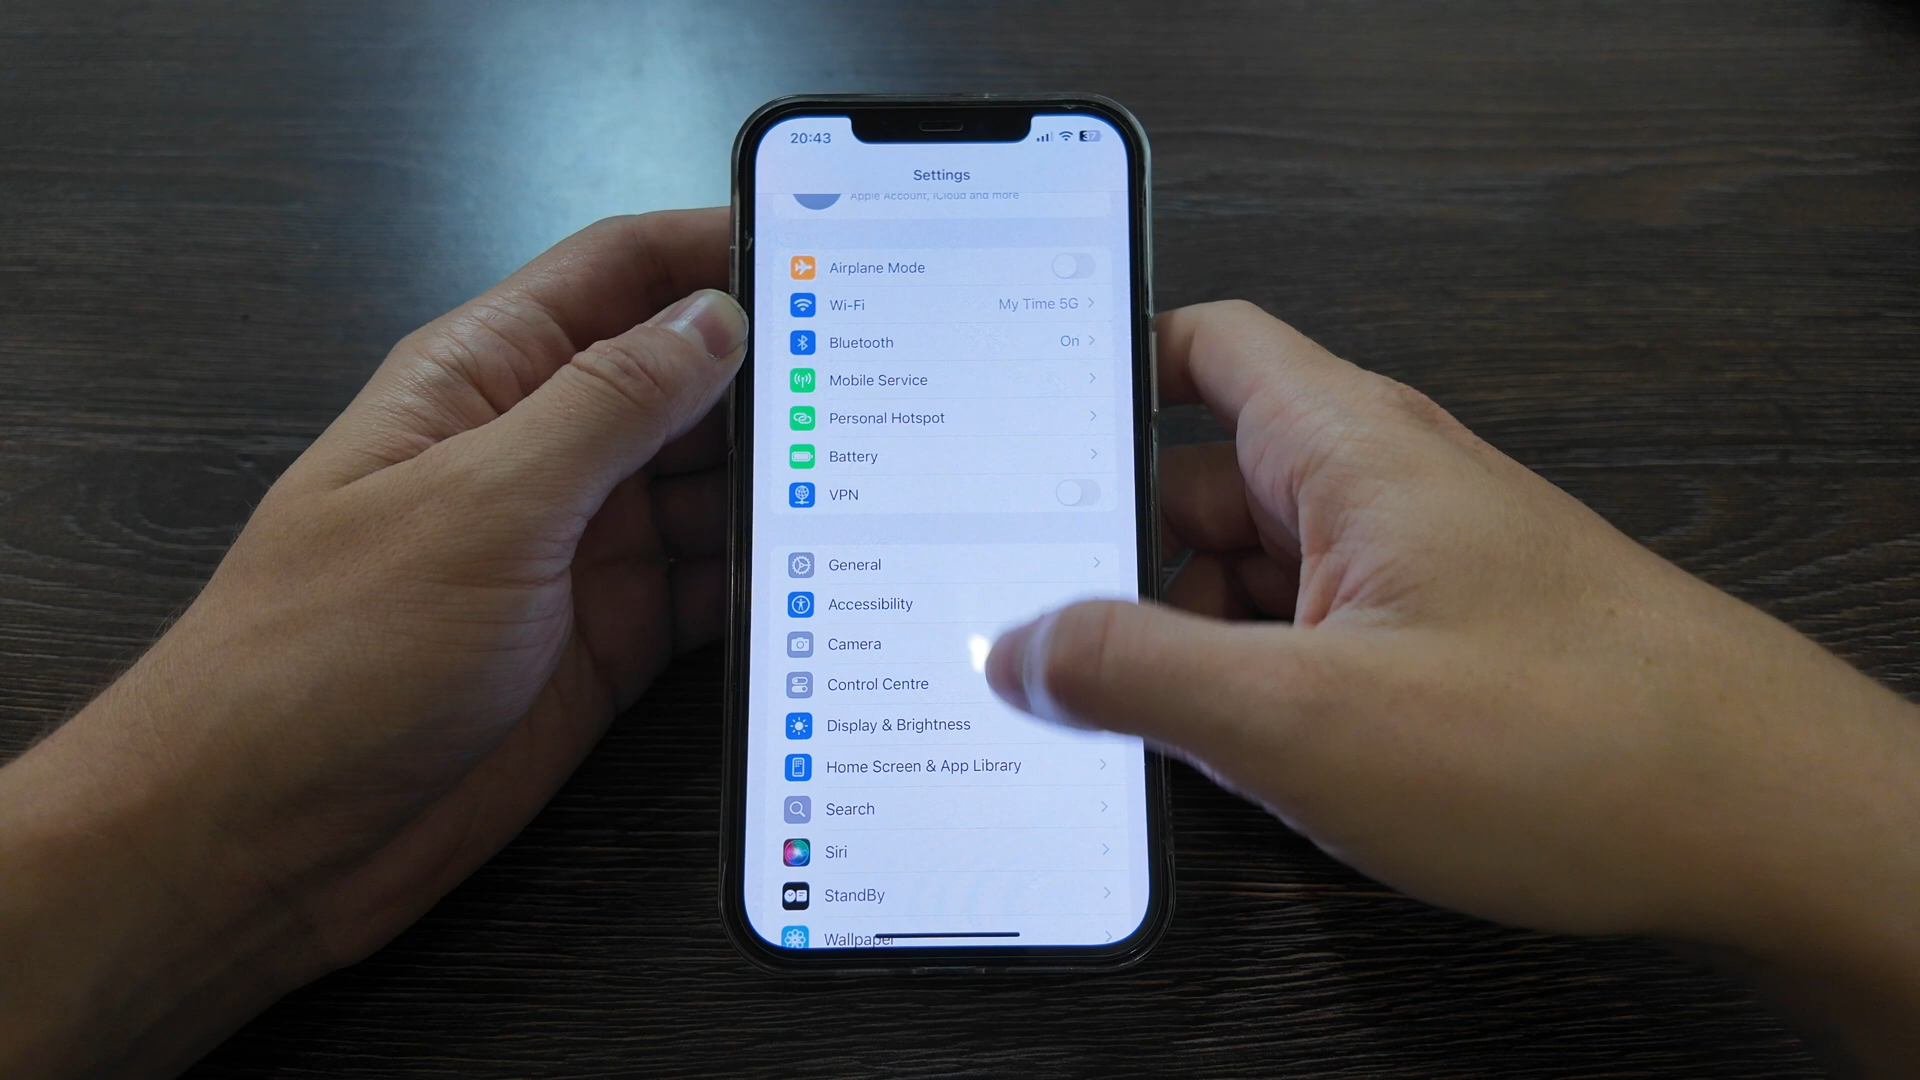 20:43
37
Settings
Apple Account, iCloud and more
Airplane Mode
Wi-Fi My Time 5G
Bluetooth On
Mobile Service
Personal Hotspot
Battery
VPN
General
Accessibility
Camera
Control Centre
Display & Brightness
Home Screen & App Library
Search
Siri
StandBy
Wallpaper